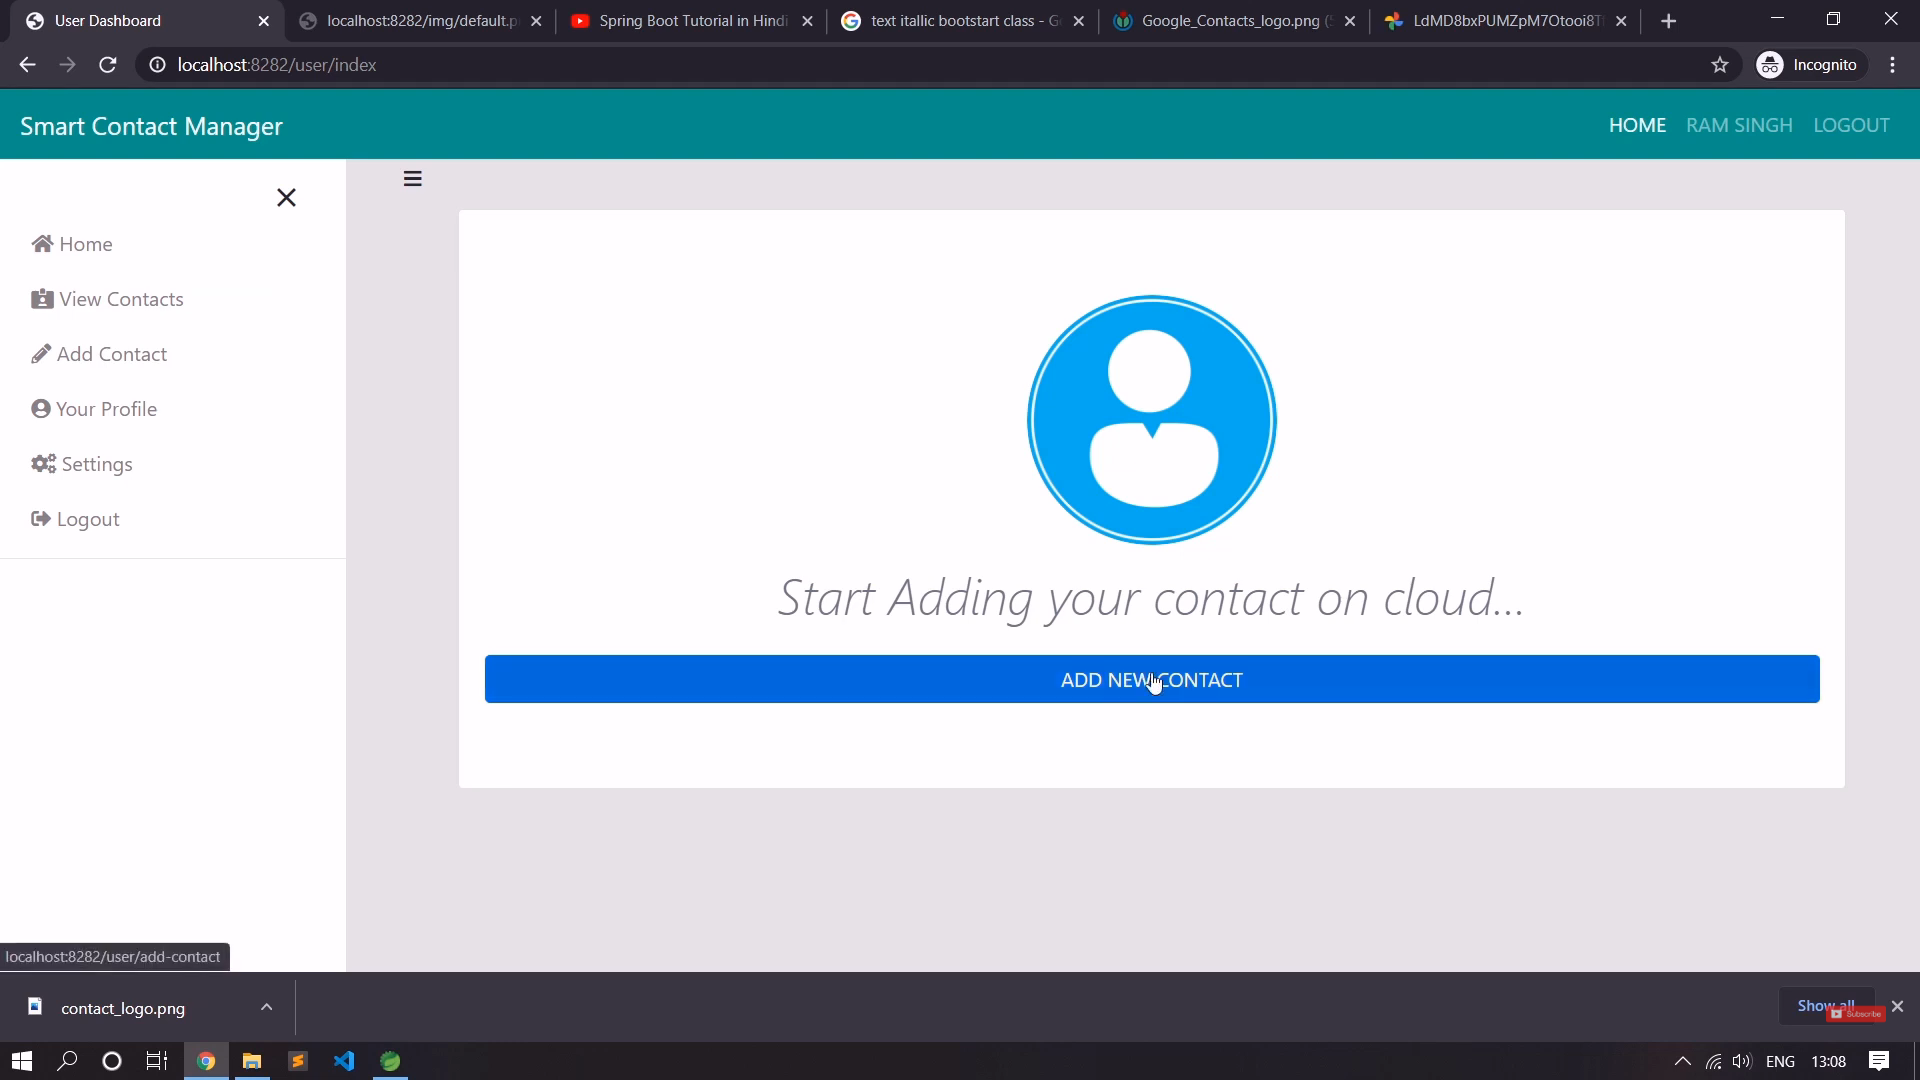 User Dashboard
localhost:8282/img/default.p
Spring Boot Tutorial in Hindi
text itallic bootstart class - G
Google_Contacts_logo.png (
LdMD8bxPUMZpM7Otooi8T
localhost:8282/user/index
Incognito
Smart Contact Manager
HOME RAM SINGH LOGOUT
Home
View Contacts
Add Contact
Your Profile
Settings
Logout
Start Adding your contact on cloud...
ADD NEW CONTACT
localhost:8282/user/add-contact
contact_logo.png
Show all
Subscribe
ENG 13:08